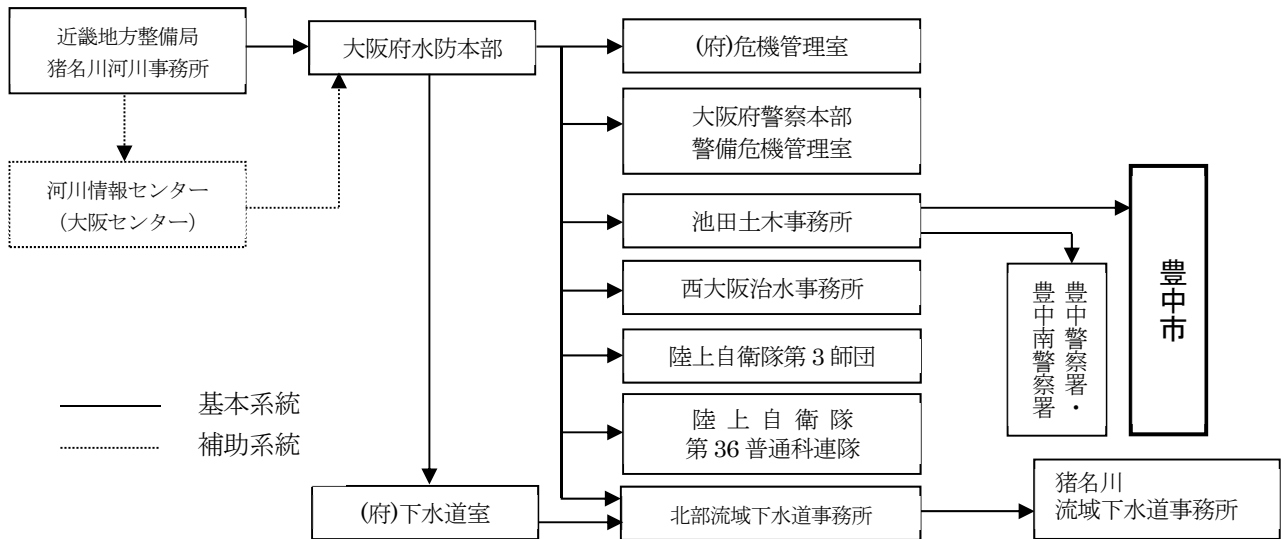 近畿地方整備局
猪名川河川事務所
大阪府水防本部
(府)危機管理室
大阪府警察本部
警備危機管理室
河川情報センター
(大阪センター)
池田土木事務所
豊中市
西大阪治水事務所
豊中警察署・
豊中南警察署
陸上自衛隊第3師団
基本系統
補助系統
陸上自衛隊
第36普通科連隊
(府)下水道室
北部流域下水道事務所
猪名川
流域下水道事務所